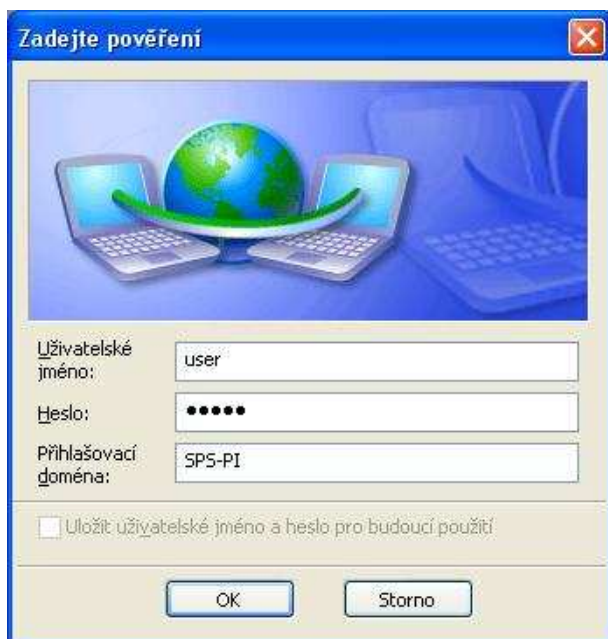 Zadejte pověření
Uživatelské
jméno:
user
Heslo:
●●●●●
Přihlašovací
doména:
SPS-PI
Uložit uživatelské jméno a heslo pro budoucí použití
OK
Storno